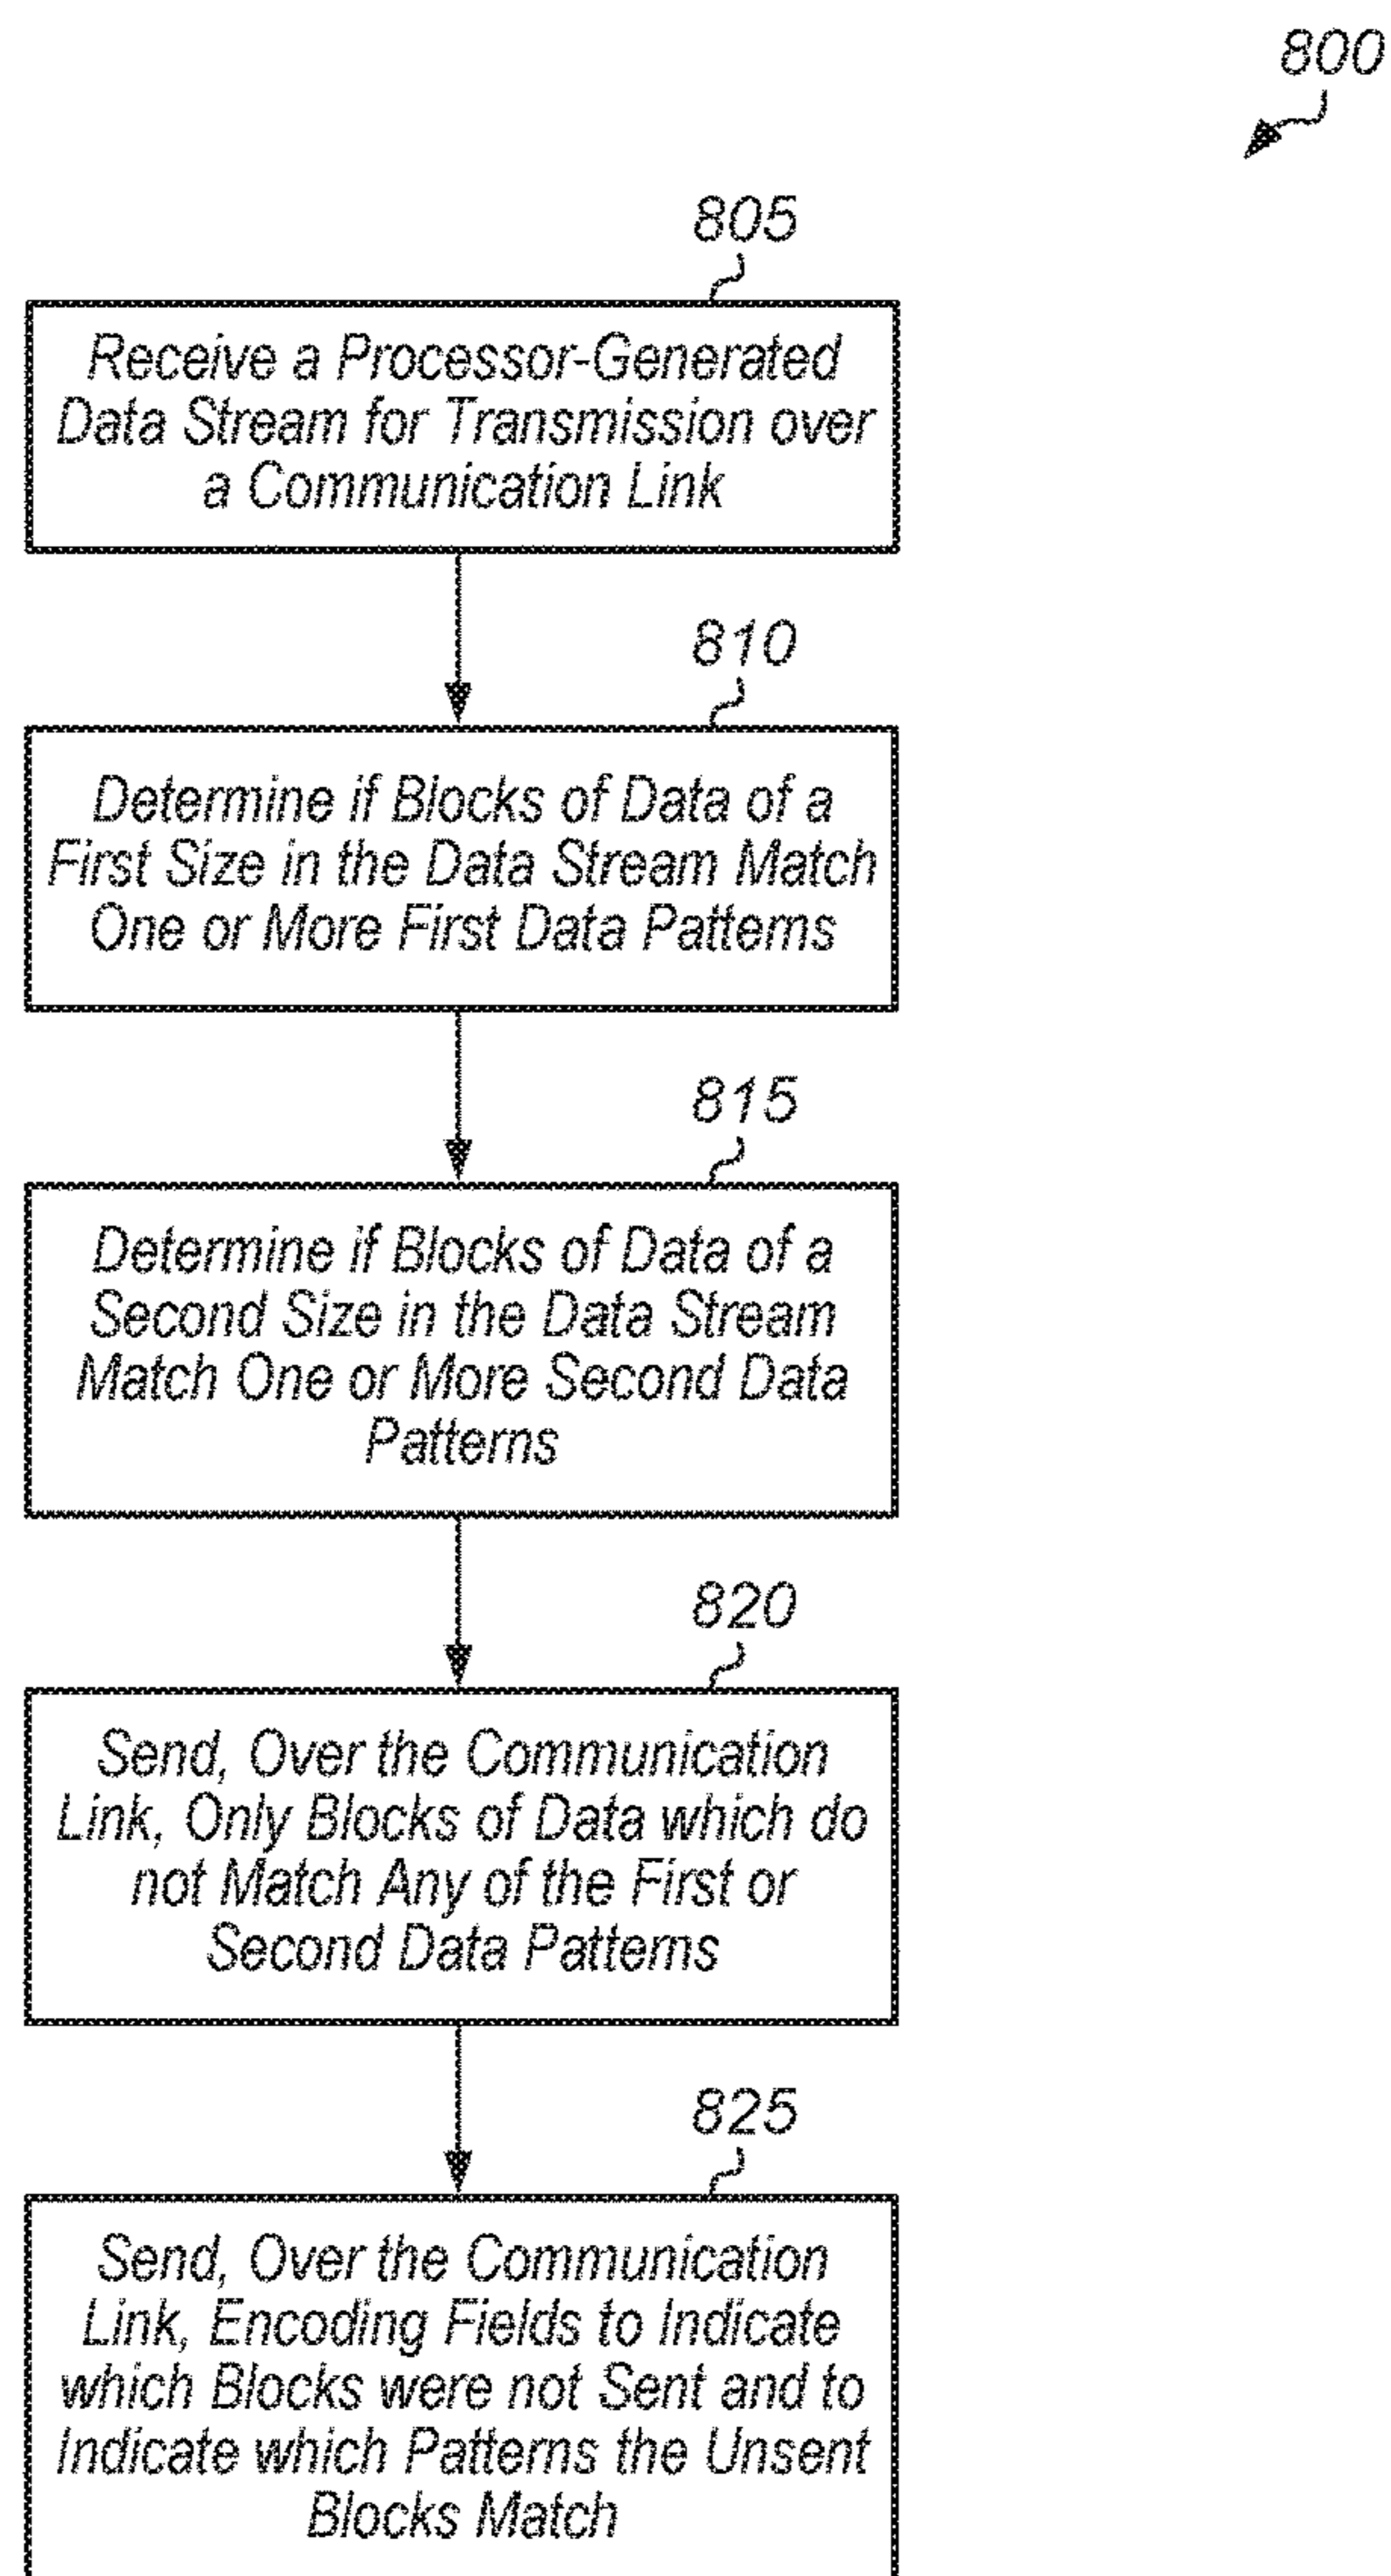 800
805
Receive a Processor-Generated
Data Stream for Transmission over
a Communication Link
810
Determine if Blocks of Data of a
First Size in the Data Stream Match
One or More First Data Patterns
815
Determine if Blocks of Data of a
Second Size in the Data Stream
Match One or More Second Data
Patterns
820
Send, Over the Communication
Link, Only Blocks of Data which do
not Match Any of the First or
Second Data Patterns
825
Send, Over the Communication
Link, Encoding Fields to Indicate
which Blocks were not Sent and to
Indicate which Patterns the Unsent
Blocks Match